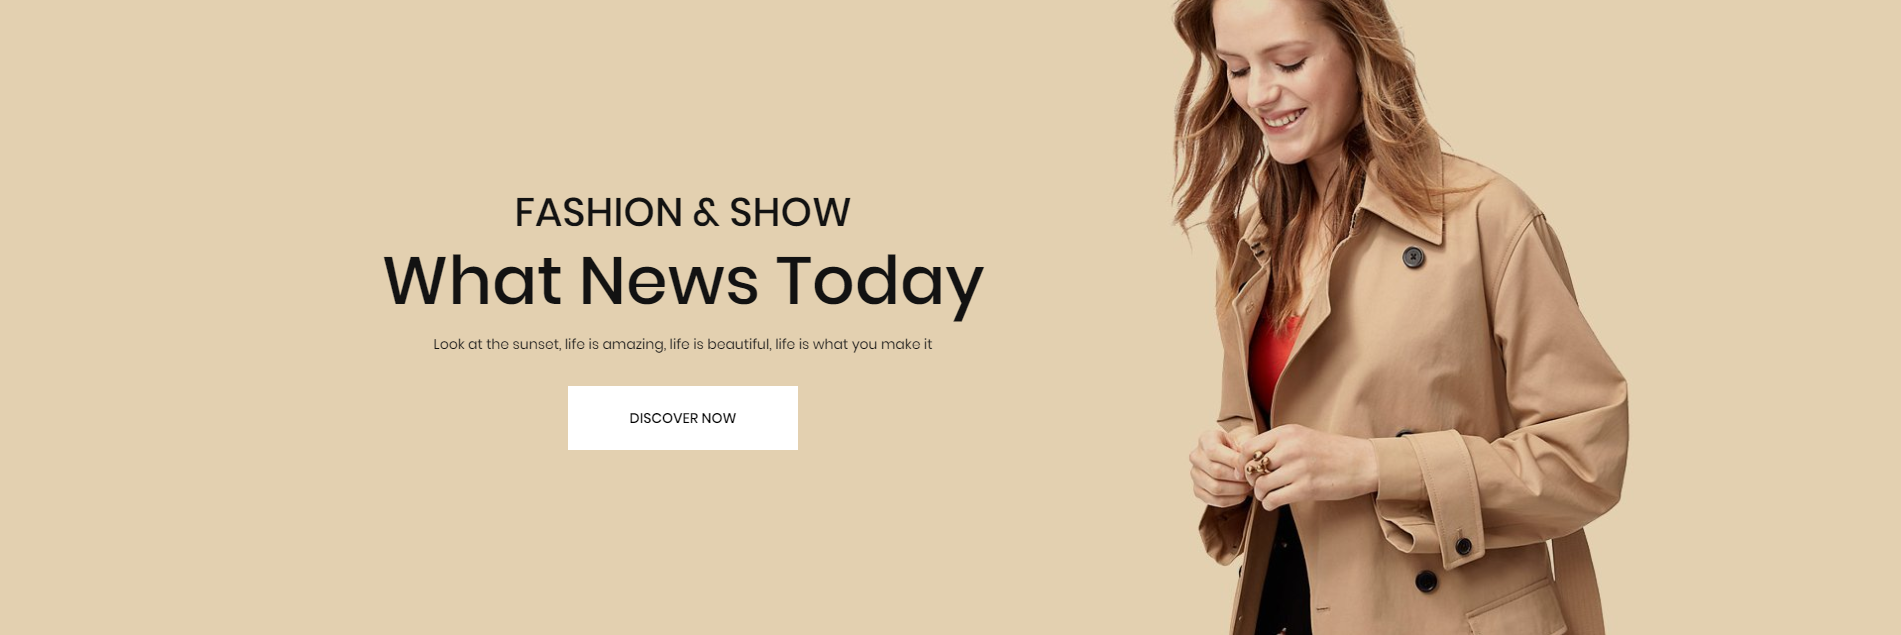 FASHION & SHOW
What News Today
Look at the sunset, life is amazing, life is beautiful, life is what you make it
DISCOVER NOW